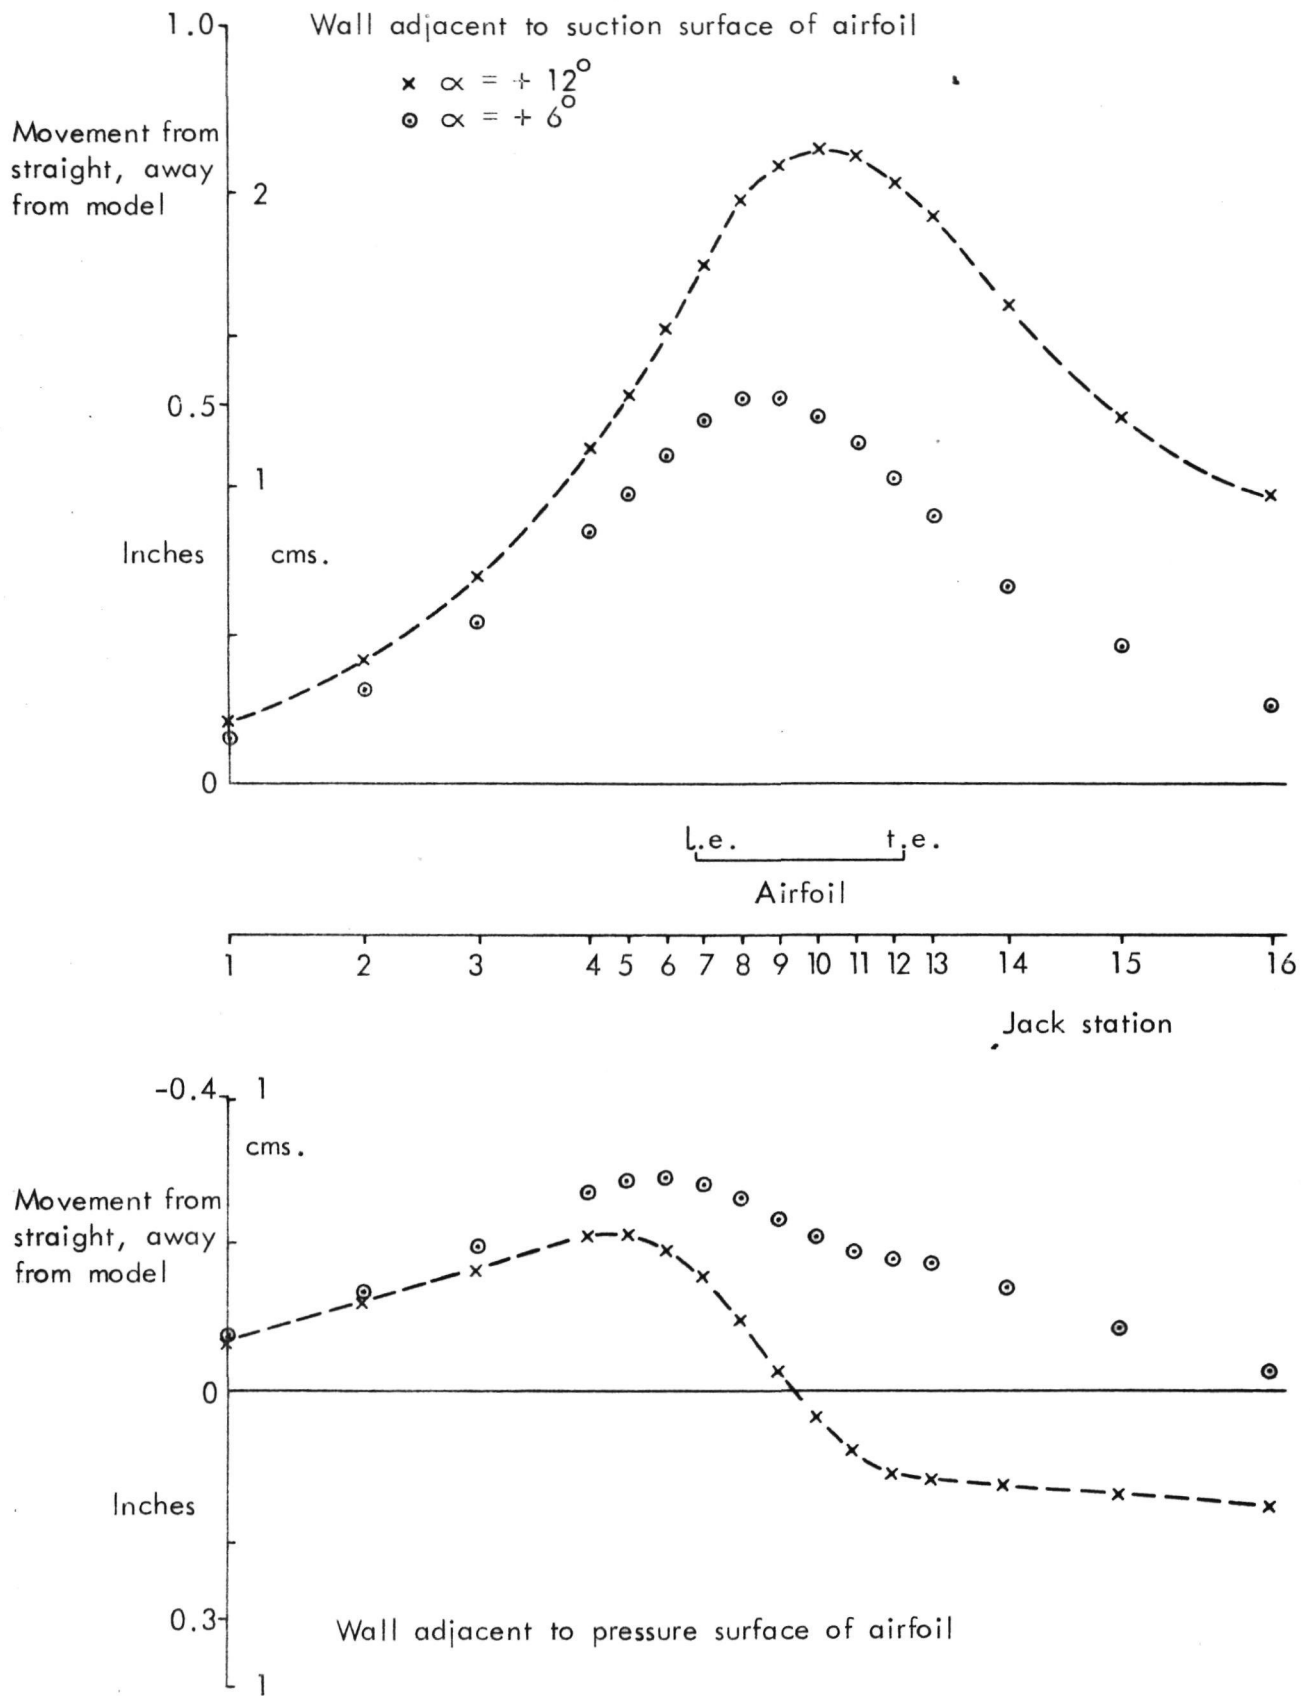 1.0 Wall adjacent to suction surface of airfoil
× ∝ = + 12°
⊙ ∝ = + 6°
Movement from
straight, away
from model
2
0.5
1
Inches cms.
0
l.e. t.e.
Airfoil
1 2 3 4 5 6 7 8 9 10 11 12 13 14 15 16
Jack station
-0.4 1
cms.
Movement from
straight, away
from model
0
Inches
0.3
Wall adjacent to pressure surface of airfoil
1